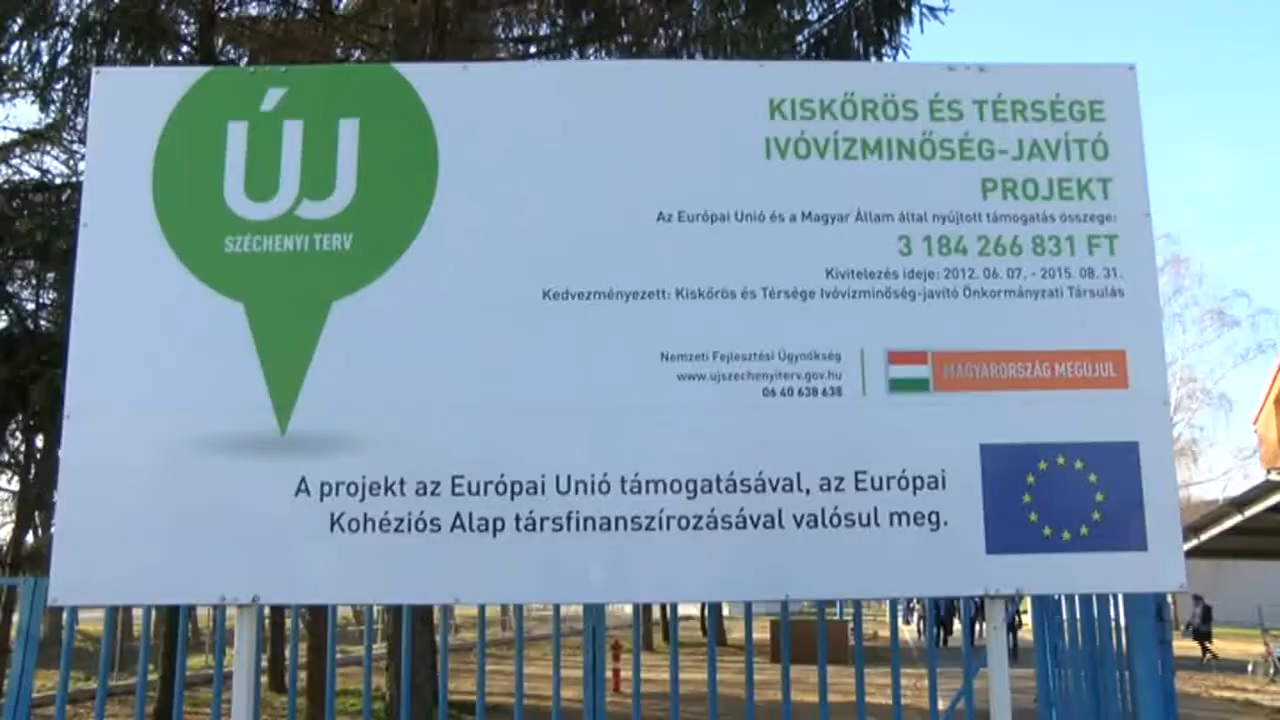 ÚJ
SZÉCHENYI TERV
KISKŐRÖS ÉS TÉRSÉGE
IVÓVÍZMINŐSÉG-JAVÍTÓ
PROJEKT
Az Európai Unió és a Magyar Állam által nyújtott támogatás összege:
3 184 266 831 FT
Kivitelezés ideje: 2012. 06. 07. - 2015. 08. 31.
Kedvezményezett: Kiskőrös és Térsége Ivóvízminőség-javító Önkormányzati Társulás
Nemzeti Fejlesztési Ügynökség
www.ujszechenyiterv.gov.hu
06 40 638 638
MAGYARORSZÁG MEGÚJUL
A projekt az Európai Unió támogatásával, az Európai
Kohéziós Alap társfinanszírozásával valósul meg.